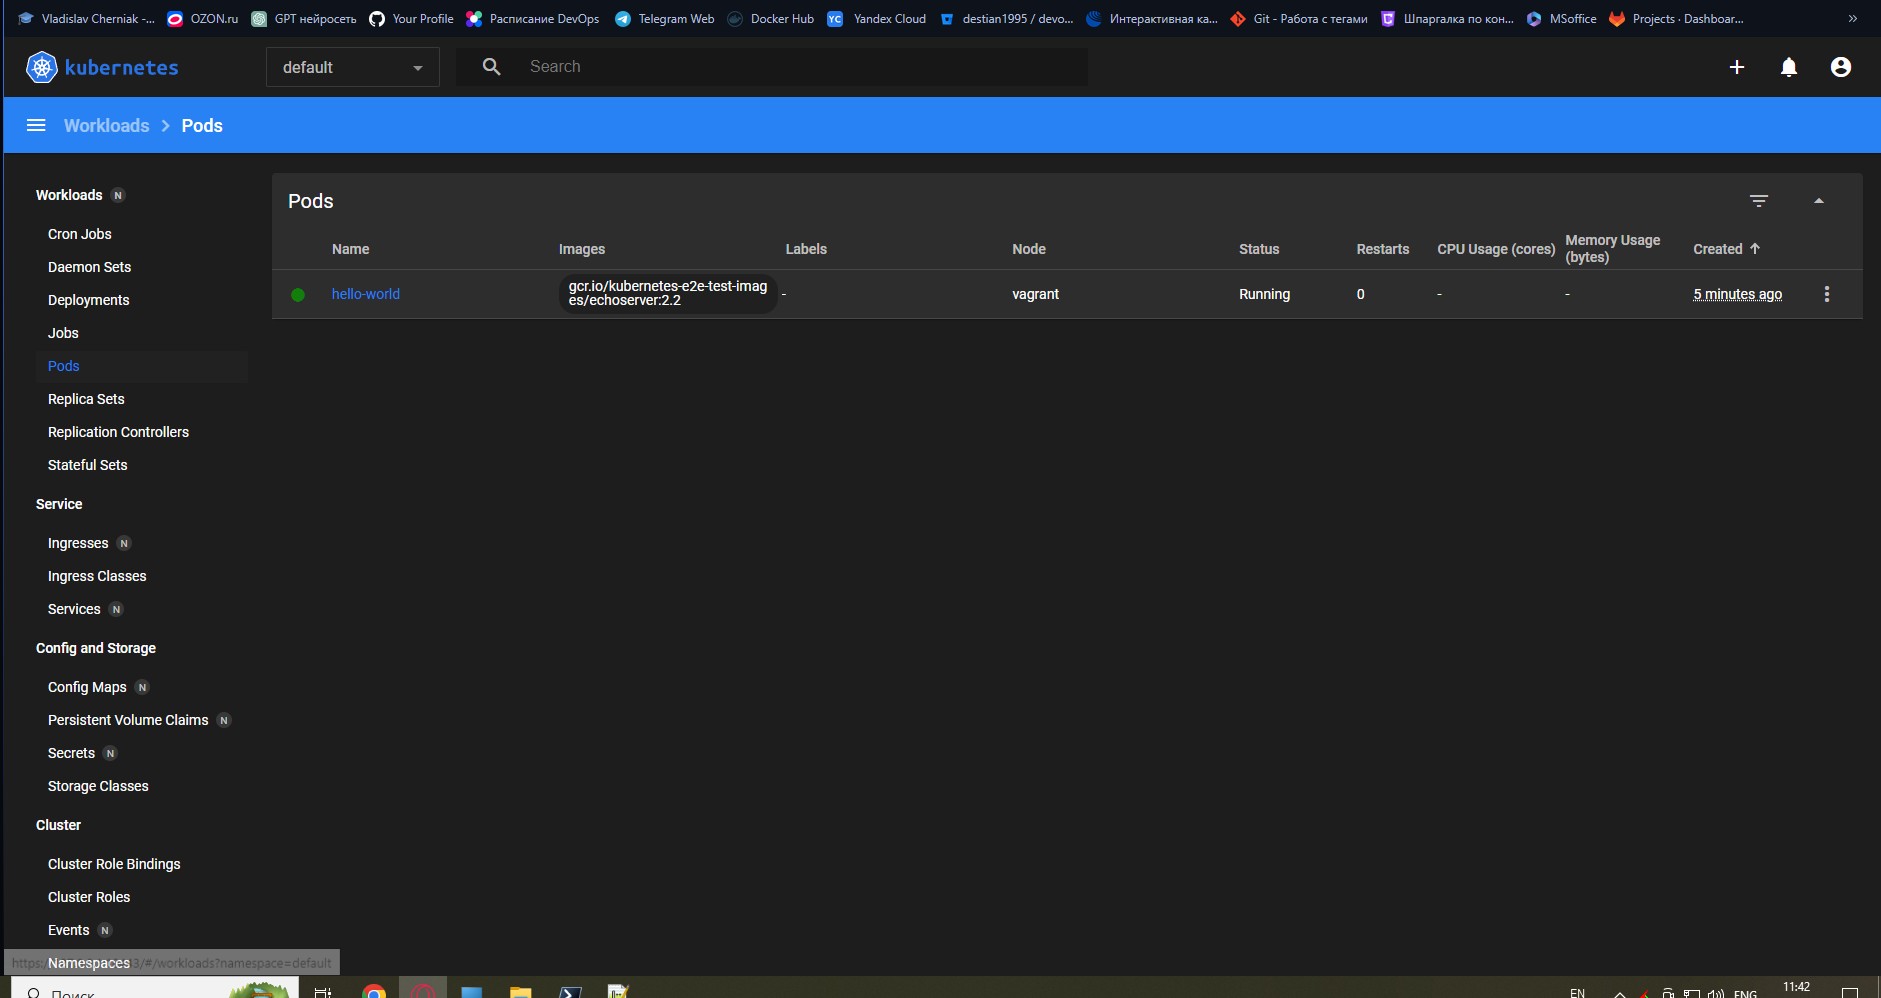 Vladislav Cherniak -... OZON.ru GPT нейросеть Your Profile Расписание DevOps Telegram Web Docker Hub YC Yandex Cloud destian1995 / devo... Интерактивная ка... Git - Работа с тегами Шпаргалка по кон... MSoffice Projects · Dashboar... »
kubernetes default Search
Workloads Pods
Workloads N
Cron Jobs
Daemon Sets
Deployments
Jobs
Pods
Replica Sets
Replication Controllers
Stateful Sets
Service
Ingresses N
Ingress Classes
Services N
Config and Storage
Config Maps N
Persistent Volume Claims N
Secrets N
Storage Classes
Cluster
Cluster Role Bindings
Cluster Roles
Events N
Namespaces
Pods
Name Images Labels Node Status Restarts CPU Usage (cores) Memory Usage (bytes) Created
hello-world gcr.io/kubernetes-e2e-test-imag
es/echoserver:2.2 - vagrant Running 0 - - 5 minutes ago
/#/workloads?namespace=default
Поиск EN ENG 11:42